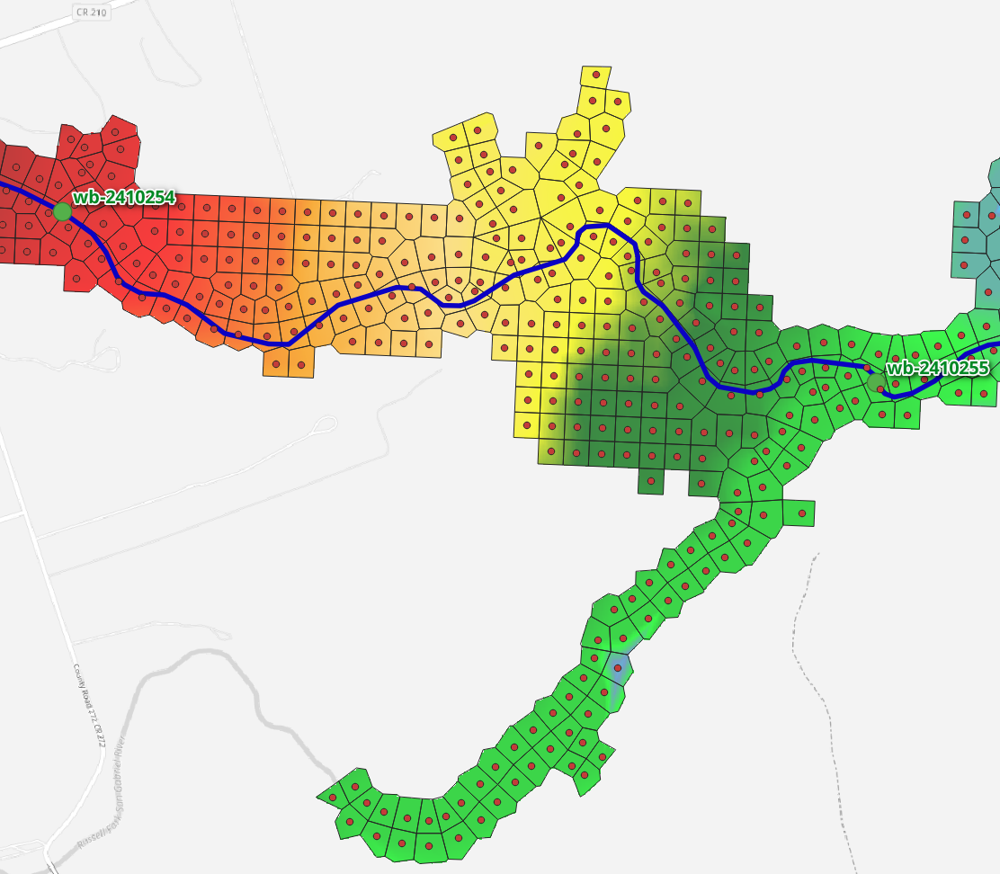 CR 210
wb-2410254
wb-2410255
County Road 272 CR 272
Russell Fork San Gabriel River